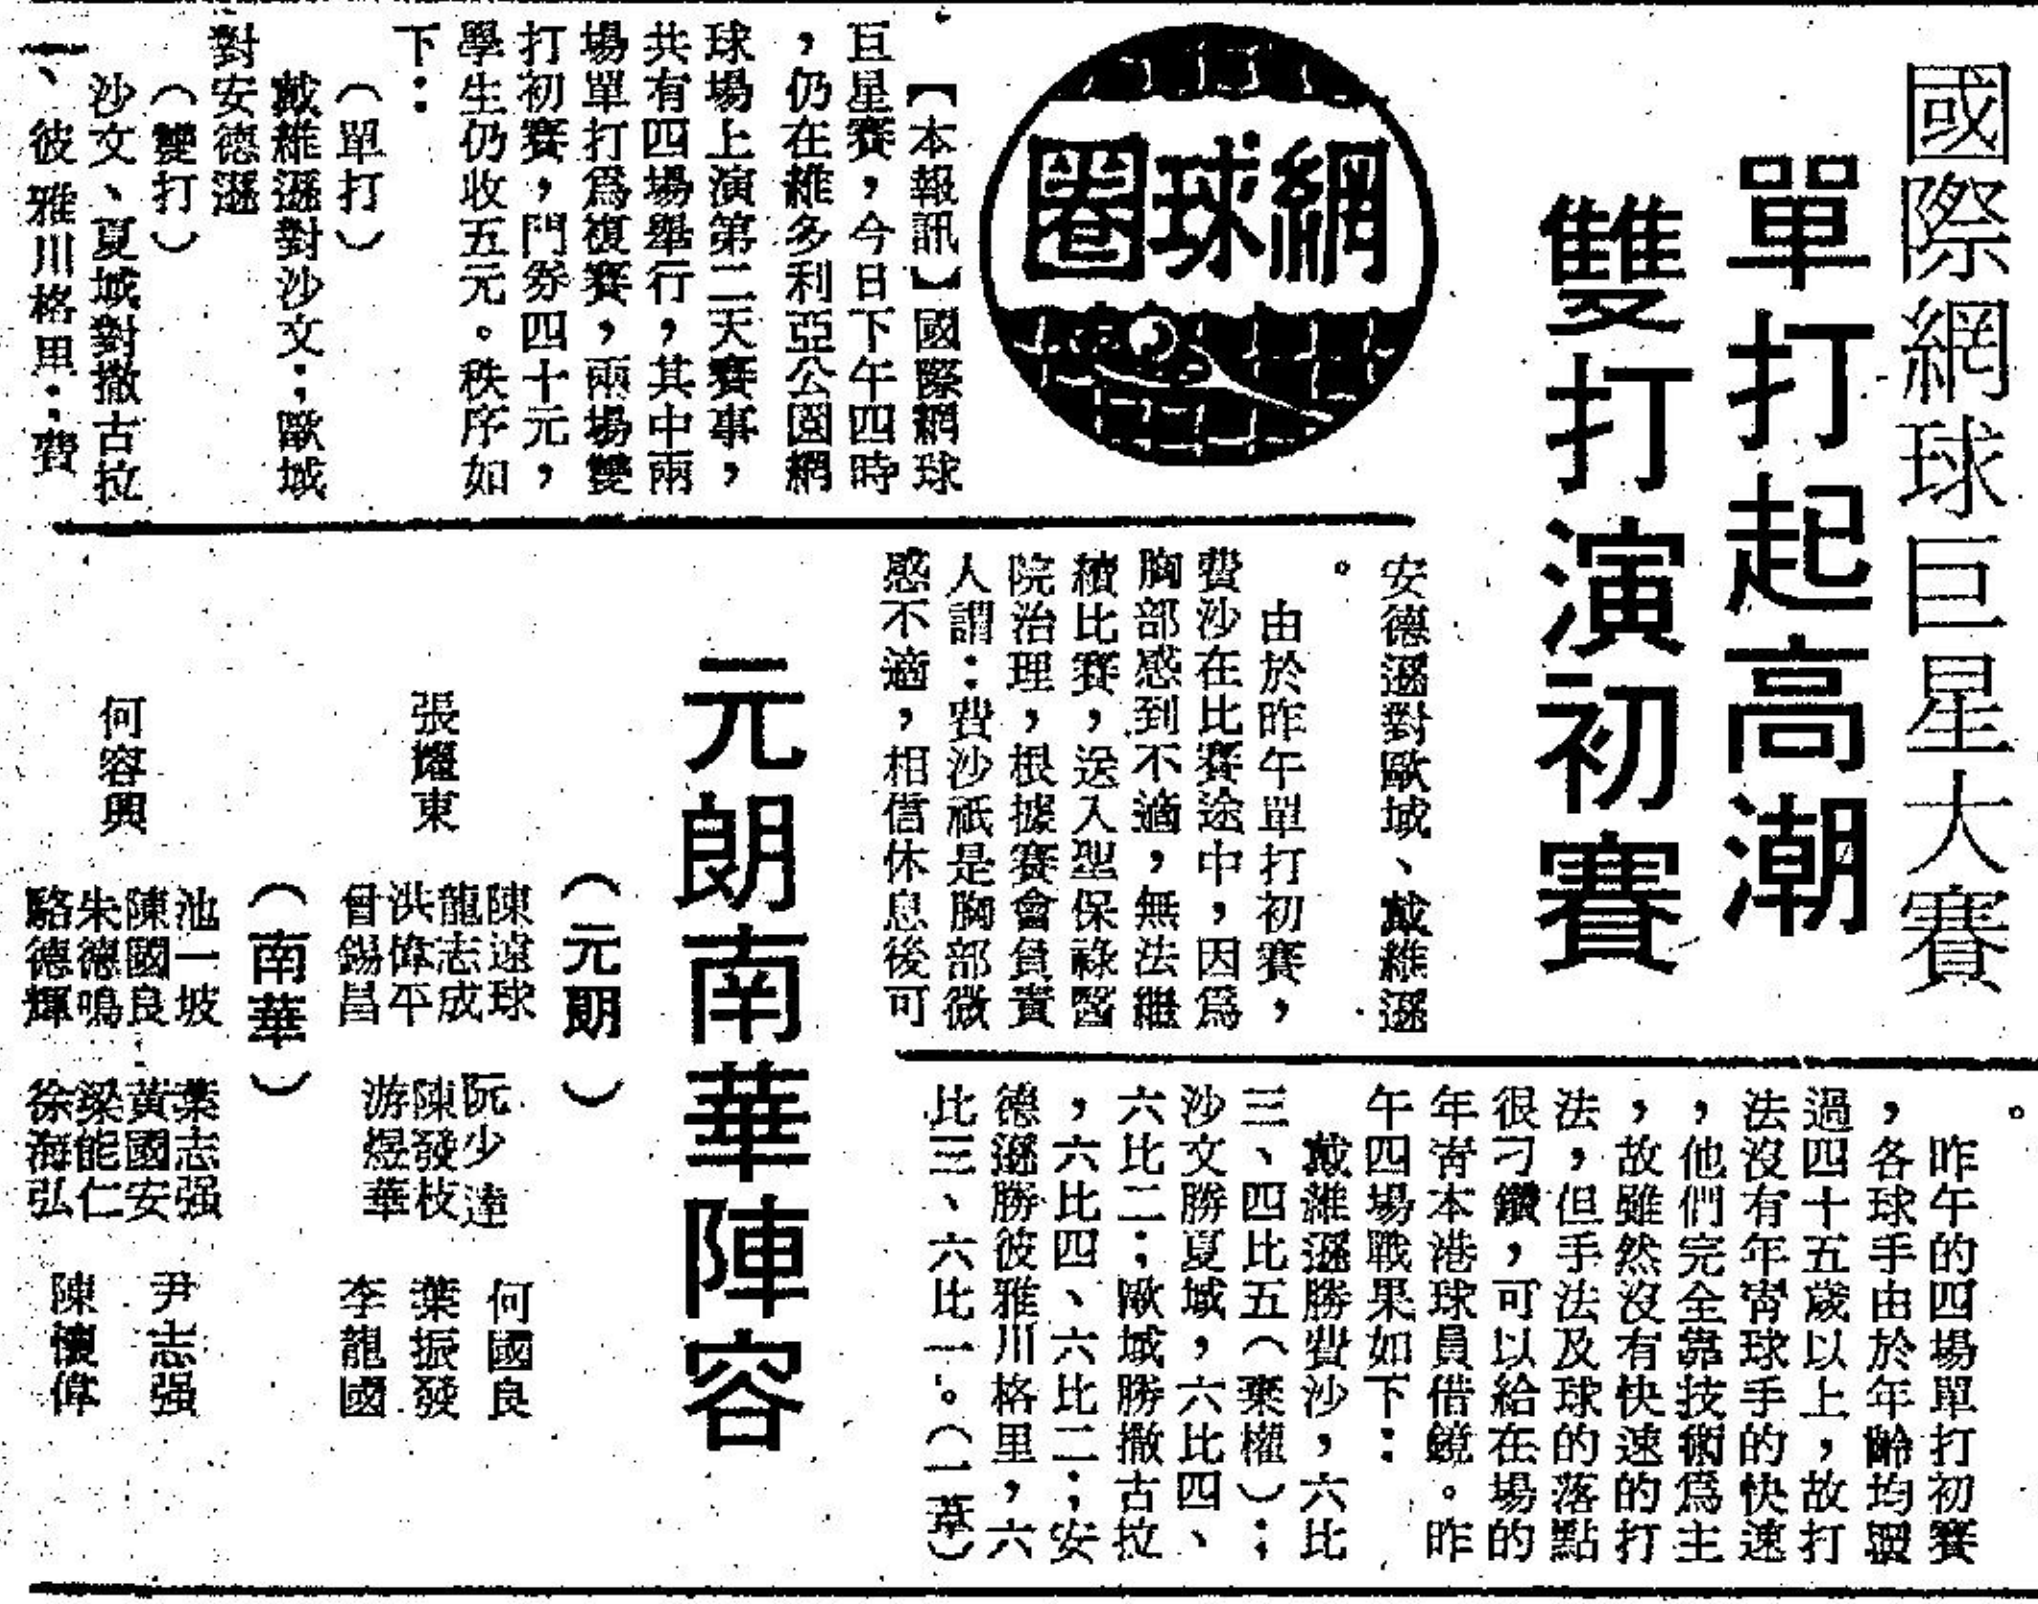 國際網球巨星大賽
單打起高潮
雙打演初賽
網球圈
【本報訊】國際網球
巨星賽，今日下午四時
，仍在維多利亞公園網
球場上演第二天賽事，
共有四場舉行，其中兩
場單打爲復賽，兩場雙
打初賽，門券四十元，
學生仍收五元。秩序如
下：
（單打）
戴維遜對沙文；歐域
對安德遜
（雙打）
沙文、夏域對撒古拉
、彼雅川格里；費
安德遜對歐域、戴維遜
。
由於昨午單打初賽，
費沙在比賽途中，因爲
胸部感到不適，無法繼
續比賽，送入聖保祿醫
院治理，根據賽會負責
人謂：費沙祇是胸部微
感不適，相信休息後可
。
昨午的四場單打初賽
，各球手由於年齡均
過四十五歲以上，故打
法沒有年青球手的快速
，他們完全靠技術爲主
，故雖然沒有快速的打
法，但手法及球的落點
很刁鑽，可以給在場的
年青本港球員借鏡。昨
午四場戰果如下：
戴維遜勝費沙，六比
三、四比五（棄權）；
沙文勝夏域，六比四、
六比二；歐域勝撒古拉
，六比四、六比二；安
德遜勝彼雅川格里，六
比三、六比一。（一葦）
元朗南華陣容
（元朗）
陳遠球　阮少達　何國良
龍志成　陳發枝　葉振發
張耀東
洪偉平　游煜華　李龍國
曾錫昌
（南華）
池一坡　葉志强　尹志强
陳國良　黃國安
何容興
朱德鳴　梁能仁　陳懷偉
駱德輝　徐海弘